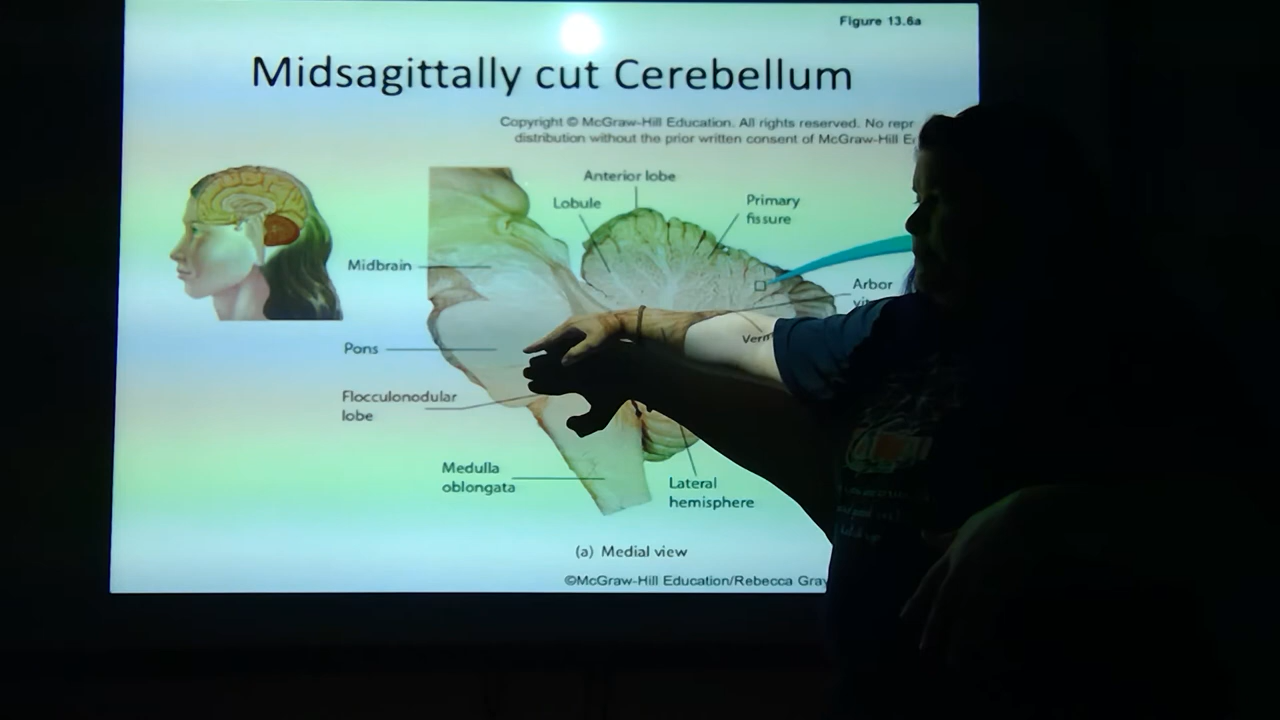 Figure 13.6a
Midsagittally cut Cerebellum
Copyright © McGraw-Hill Education. All rights reserved. No
distribution without the prior written consent of McGraw-Hill
Anterior lobe
Lobule
Primary
fissure
Midbrain
Arbor
Pons
Flocculonodular
lobe
Medulla
oblongata
Lateral
hemisphere
(a) Medial view
©McGraw-Hill Education/Rebecca Gray